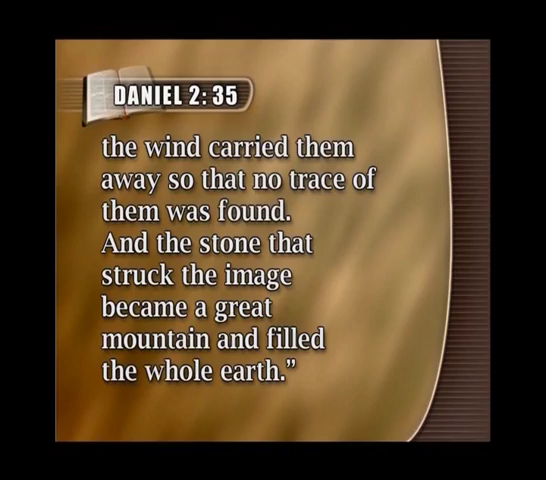 DANIEL 2:35
the wind carried them
away so that no trace of
them was found.
And the stone that
struck the image
became a great
mountain and filled
the whole earth.”